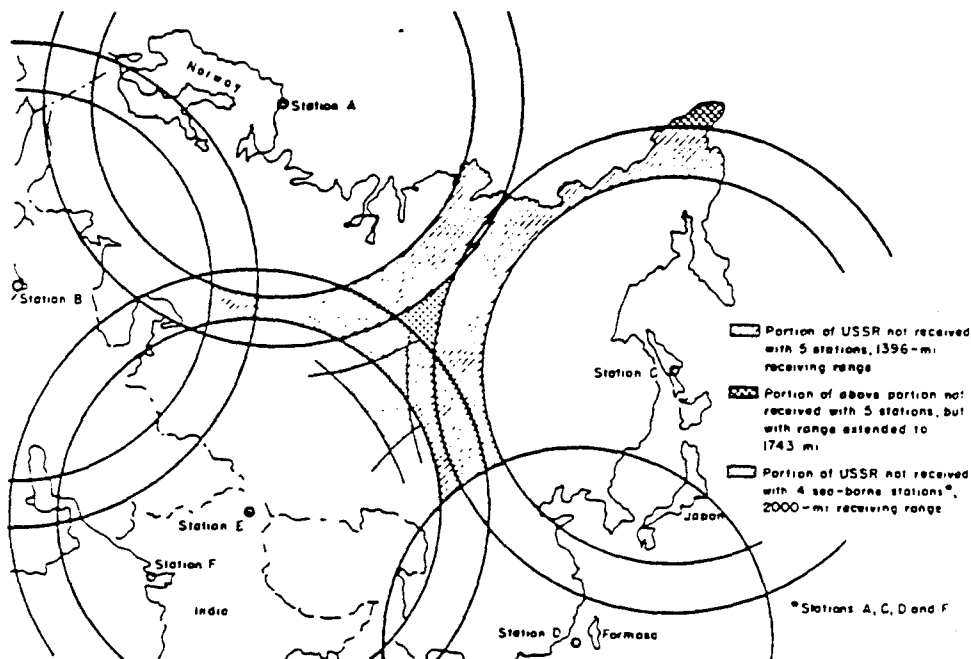 Norway
Station A
Station B
Station C
Portion of USSR not received
with 5 stations, 1396-mi
receiving range
Portion of above portion not
received with 5 stations, but
with range extended to
1743 mi
Portion of USSR not received
with 4 sea-borne stations*,
2000-mi receiving range
Japan
Station E
Station F
India
Station D
Formosa
*Stations A, C, D and F